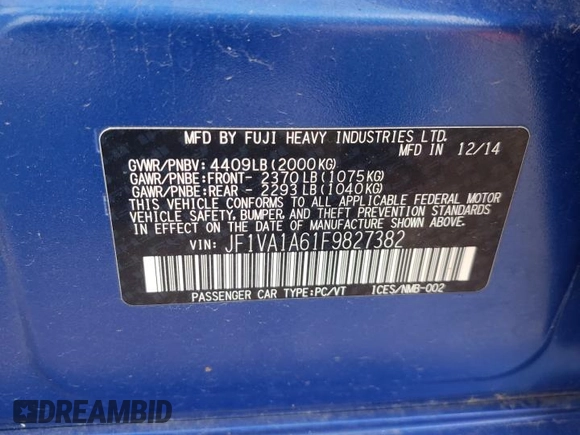 MFD BY FUJI HEAVY INDUSTRIES LTD.
MFD IN 12/14
GVWR/PNBV: 4409LB(2000KG)
GAWR/PNBE:FRONT- 2370LB(1075KG)
GAWR/PNBE:REAR - 2293LB(1040KG)
THIS VEHICLE CONFORMS TO ALL APPLICABLE FEDERAL MOTOR
VEHICLE SAFETY, BUMPER, AND THEFT PREVENTION STANDARDS
IN EFFECT ON THE DATE OF MANUFACTURE SHOWN ABOVE.
VIN: JF1VA1A61F9827382
PASSENGER CAR TYPE:PC/VT ICES/NMB-002
DREAMBID